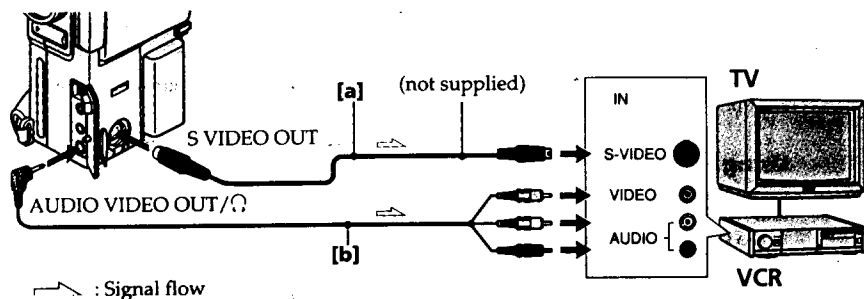 [a]
(not supplied)
TV
IN
S VIDEO OUT
S-VIDEO
VIDEO
AUDIO VIDEO OUT/Ω
AUDIO
[b]
VCR
: Signal flow